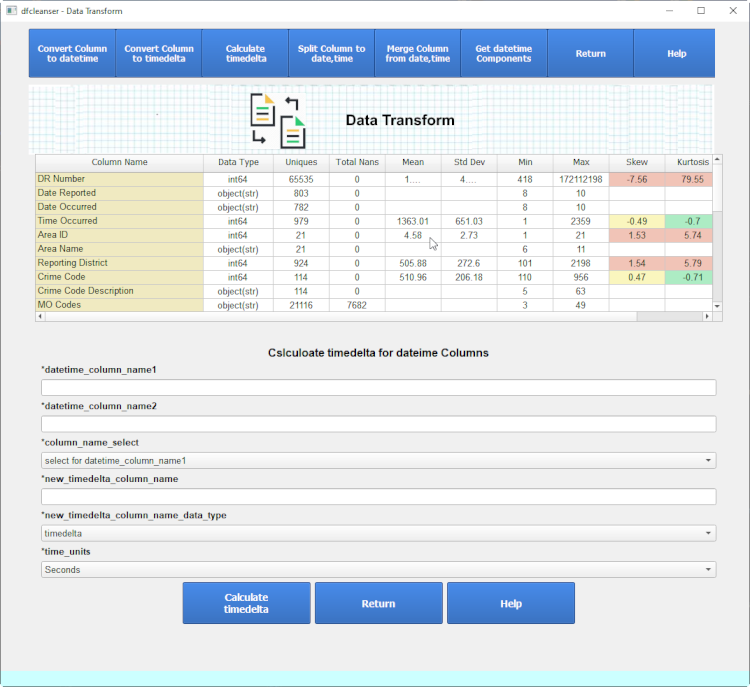 dfcleanser - Data Transform
Convert Column to datetime
Convert Column to timedelta
Calculate timedelta
Split Column to date,time
Merge Column from date,time
Get datetime Components
Return
Help
Data Transform
Column Name Data Type Uniques Total Nans Mean Std Dev Min Max Skew Kurtosis
DR Number int64 65535 0 1.... 4.... 418 172112198 -7.56 79.55
Date Reported object(str) 803 0 8 10
Date Occurred object(str) 782 0 8 10
Time Occurred int64 979 0 1363.01 651.03 1 2359 -0.49 -0.7
Area ID int64 21 0 4.58 2.73 1 21 1.53 5.74
Area Name object(str) 21 0 6 11
Reporting District int64 924 0 505.88 272.6 101 2198 1.54 5.79
Crime Code int64 114 0 510.96 206.18 110 956 0.47 -0.71
Crime Code Description object(str) 114 0 5 63
MO Codes object(str) 21116 7682 3 49
Cslculoate timedelta for dateime Columns
*datetime_column_name1
*datetime_column_name2
*column_name_select
select for datetime_column_name1
*new_timedelta_column_name
*new_timedelta_column_name_data_type
timedelta
*time_units
Seconds
Calculate timedelta
Return
Help